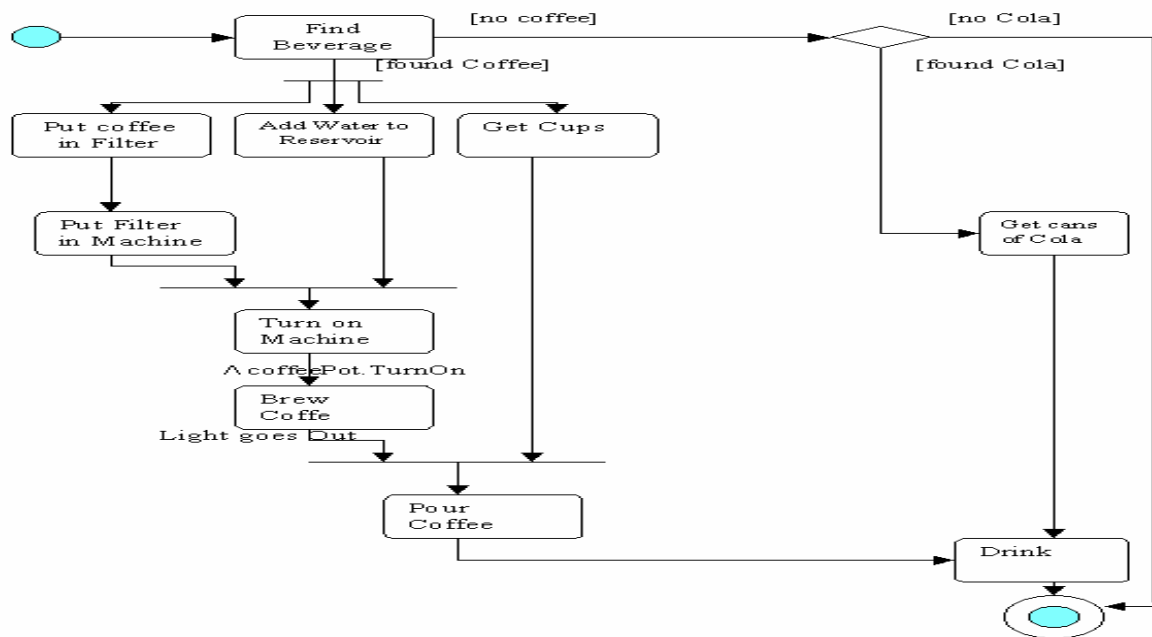 [no coffee]
[no Cola]
Find
Beverage
[found Coffee]
[found Cola]
Put coffee
in Filter
Add Water to
Reservoir
Get Cups
Put Filter
in Machine
Get cans
of Cola
Turn on
Machine
^coffeePot.TurnOn
Brew
Coffe
Light goes Out
Pour
Coffee
Drink